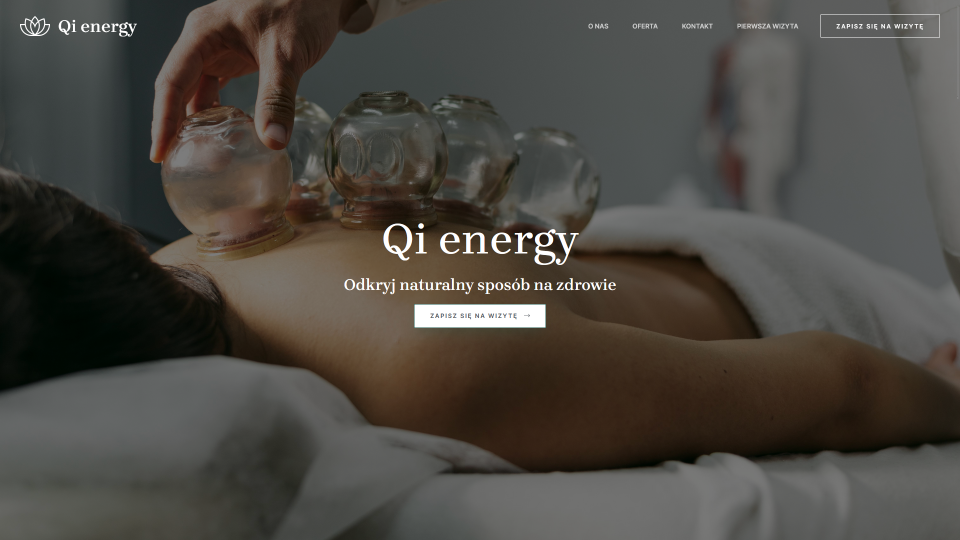 Qi energy
O NAS
OFERTA
KONTAKT
PIERWSZA WIZYTA
ZAPISZ SIĘ NA WIZYTĘ
Qi energy
Odkryj naturalny sposób na zdrowie
ZAPISZ SIĘ NA WIZYTĘ →